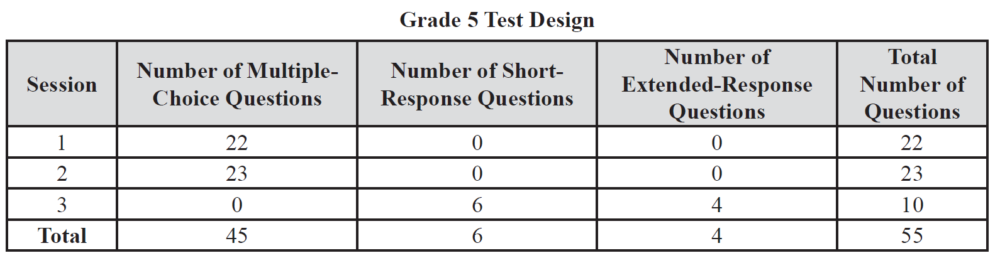 Grade 5 Test Design
Session
Number of Multiple-
Choice Questions
Number of Short-
Response Questions
Number of
Extended-Response
Questions
Total
Number of
Questions
1 22 0 0 22
2 23 0 0 23
3 0 6 4 10
Total 45 6 4 55